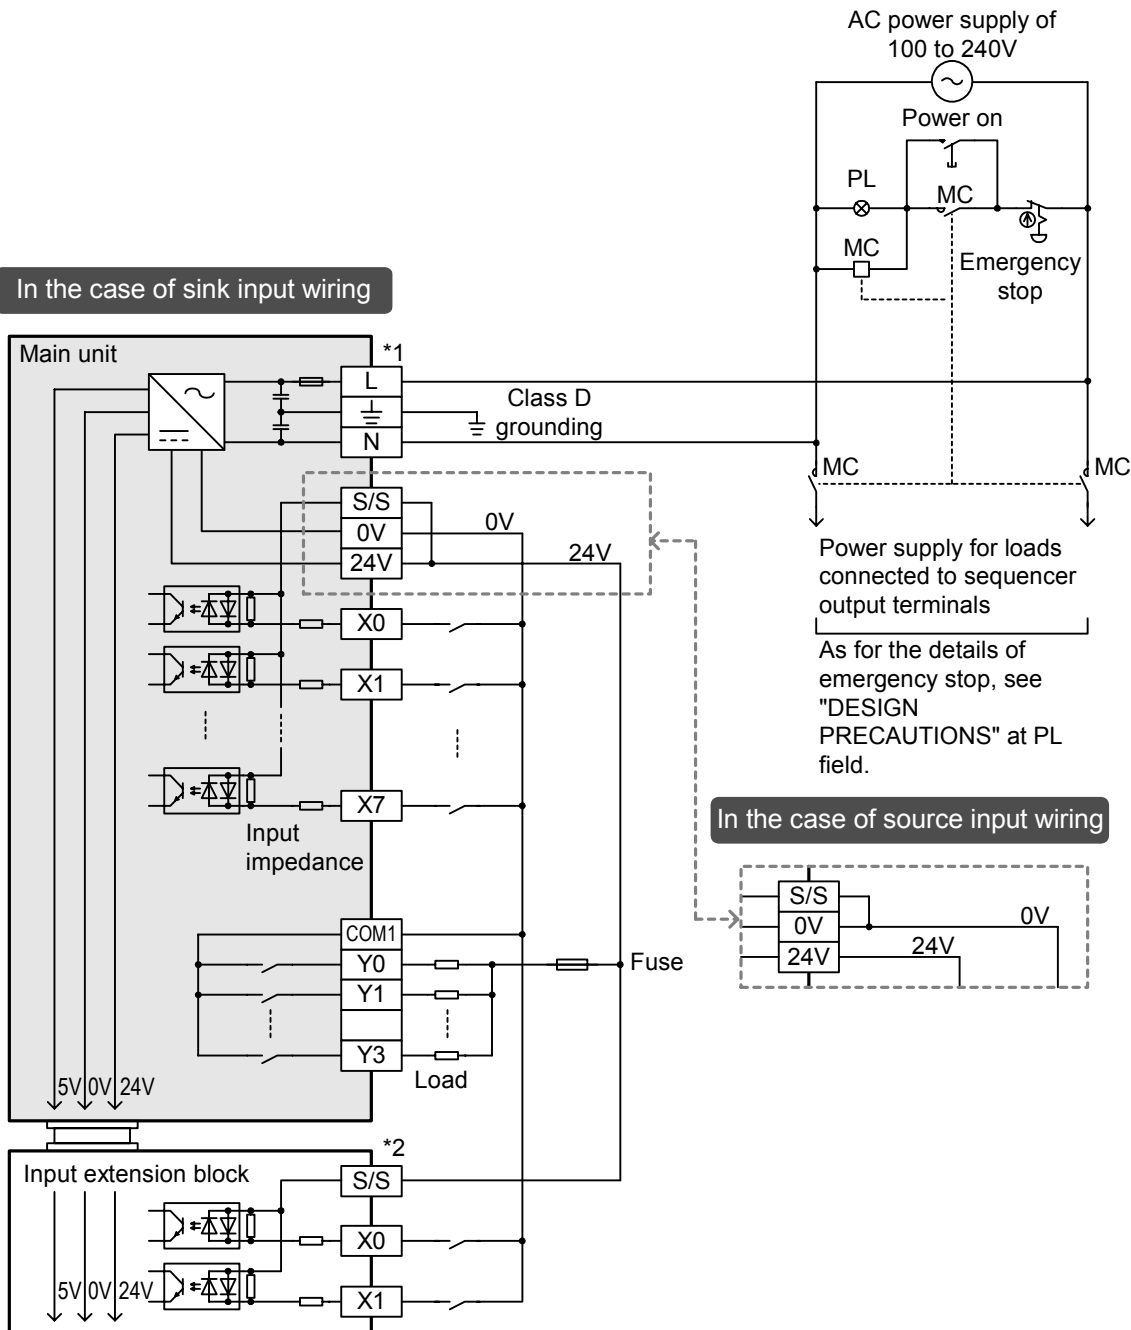 AC power supply of
100 to 240V
Power on
PL
MC
MC
Emergency
stop
In the case of sink input wiring
Main unit
*1
L
Class D
grounding
N
MC
MC
S/S
0V
0V
24V
24V
Power supply for loads
connected to sequencer
output terminals
X0
X1
As for the details of
emergency stop, see
"DESIGN
PRECAUTIONS" at PL
field.
X7
Input
impedance
In the case of source input wiring
S/S
0V
0V
24V
24V
COM1
Y0
Fuse
Y1
Y3
Load
5V 0V 24V
*2
Input extension block
S/S
X0
X1
5V 0V 24V